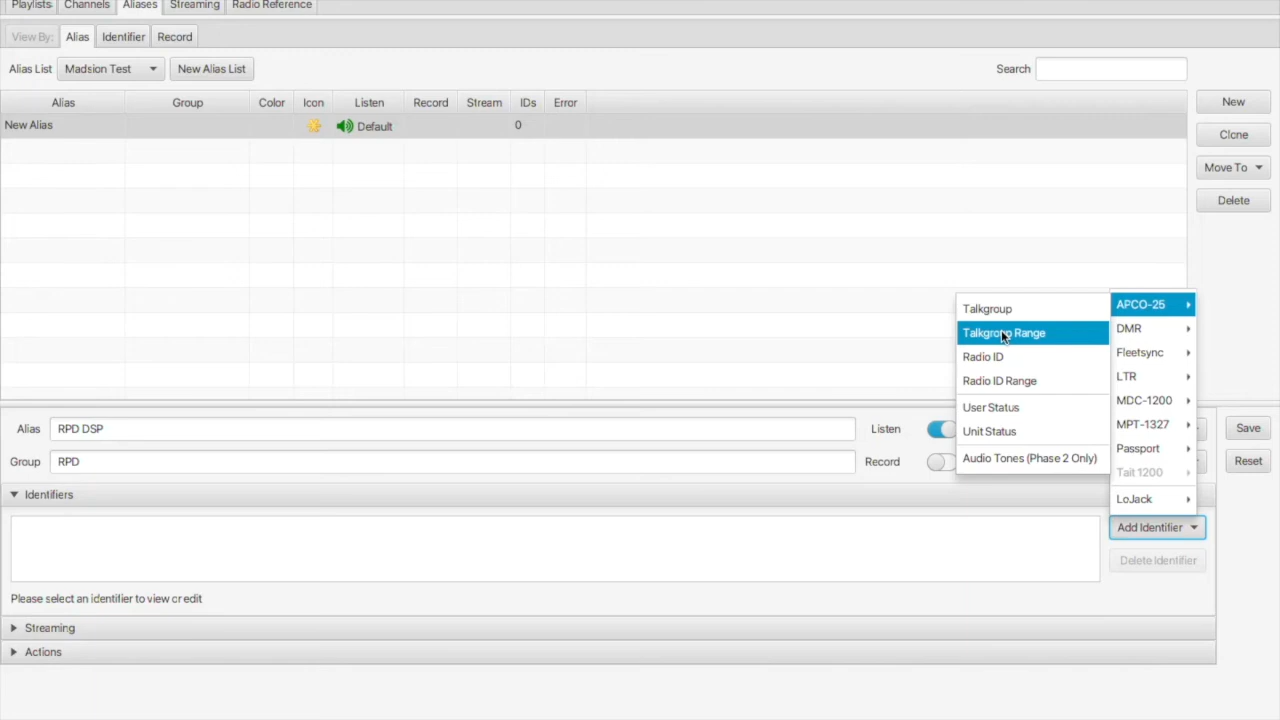 Playlists Channels Aliases Streaming Radio Reference
View By: Alias Identifier Record
Alias List Madsion Test New Alias List Search
Alias Group Color Icon Listen Record Stream IDs Error
New
New Alias Default 0
Clone
Move To
Delete
Talkgroup
Talkgroup Range
Radio ID
Radio ID Range
User Status
Unit Status
Audio Tones (Phase 2 Only)
APCO-25
DMR
Fleetsync
LTR
MDC-1200
MPT-1327
Passport
Tait 1200
LoJack
Alias RPD DSP Listen Save
Group RPD Record Reset
Identifiers
Add Identifier
Delete Identifier
Please select an identifier to view or edit
Streaming
Actions